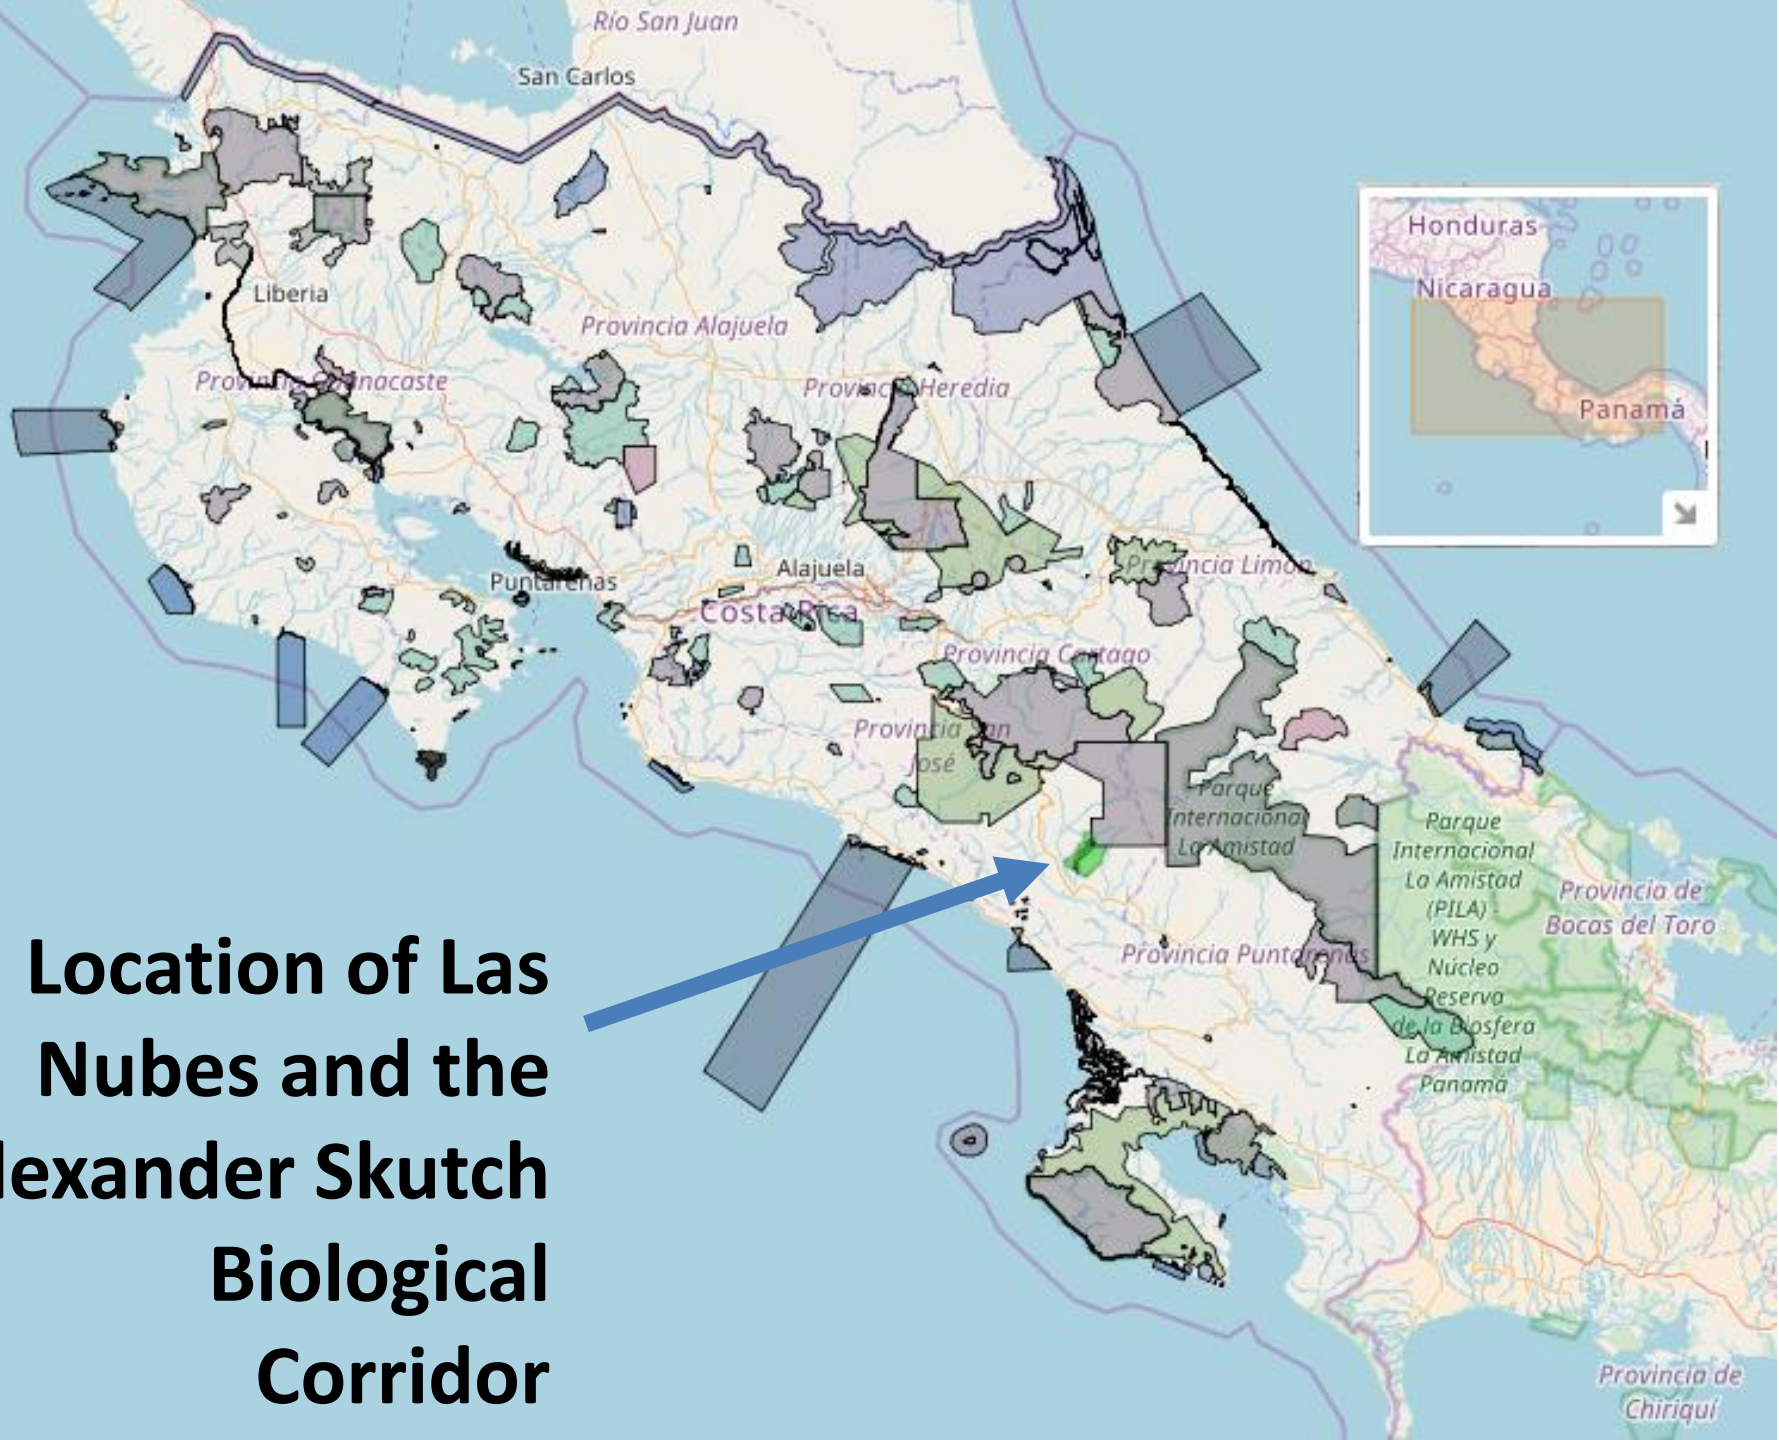 Río San Juan
San Carlos
Honduras
Nicaragua
Panamá
Liberia
Provincia Alajuela
Provincia Guanacaste
Provincia Heredia
Alajuela
Provincia Limón
Puntarenas
Costa Rica
Provincia Cartago
Provincia San
José
Parque
Internacional
La Amistad
Parque
Internacional
La Amistad
(PILA) -
WHS y
Núcleo
Reserva
de la Biosfera
La Amistad
Panamá
Provincia de
Bocas del Toro
Provincia Puntarenas
Location of Las
Nubes and the
lexander Skutch
Biological
Corridor
Provincia de
Chiriquí